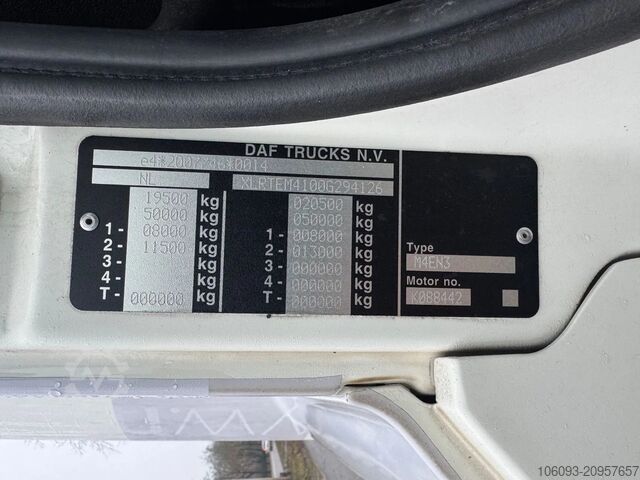 DAF TRUCKS N.V.
e4*2007/46*0014
NL XLRTEM4100G294126
19500 kg 020500 kg
50000 kg 050000 kg
1- 08000 kg 1- 008000 kg
2- 11500 kg 2- 013000 kg
3- kg 3- 000000 kg
4- kg 4- 000000 kg
T- 000000 kg T- 000000 kg
Type
M4EN3
Motor no.
K088442
106093-20957657